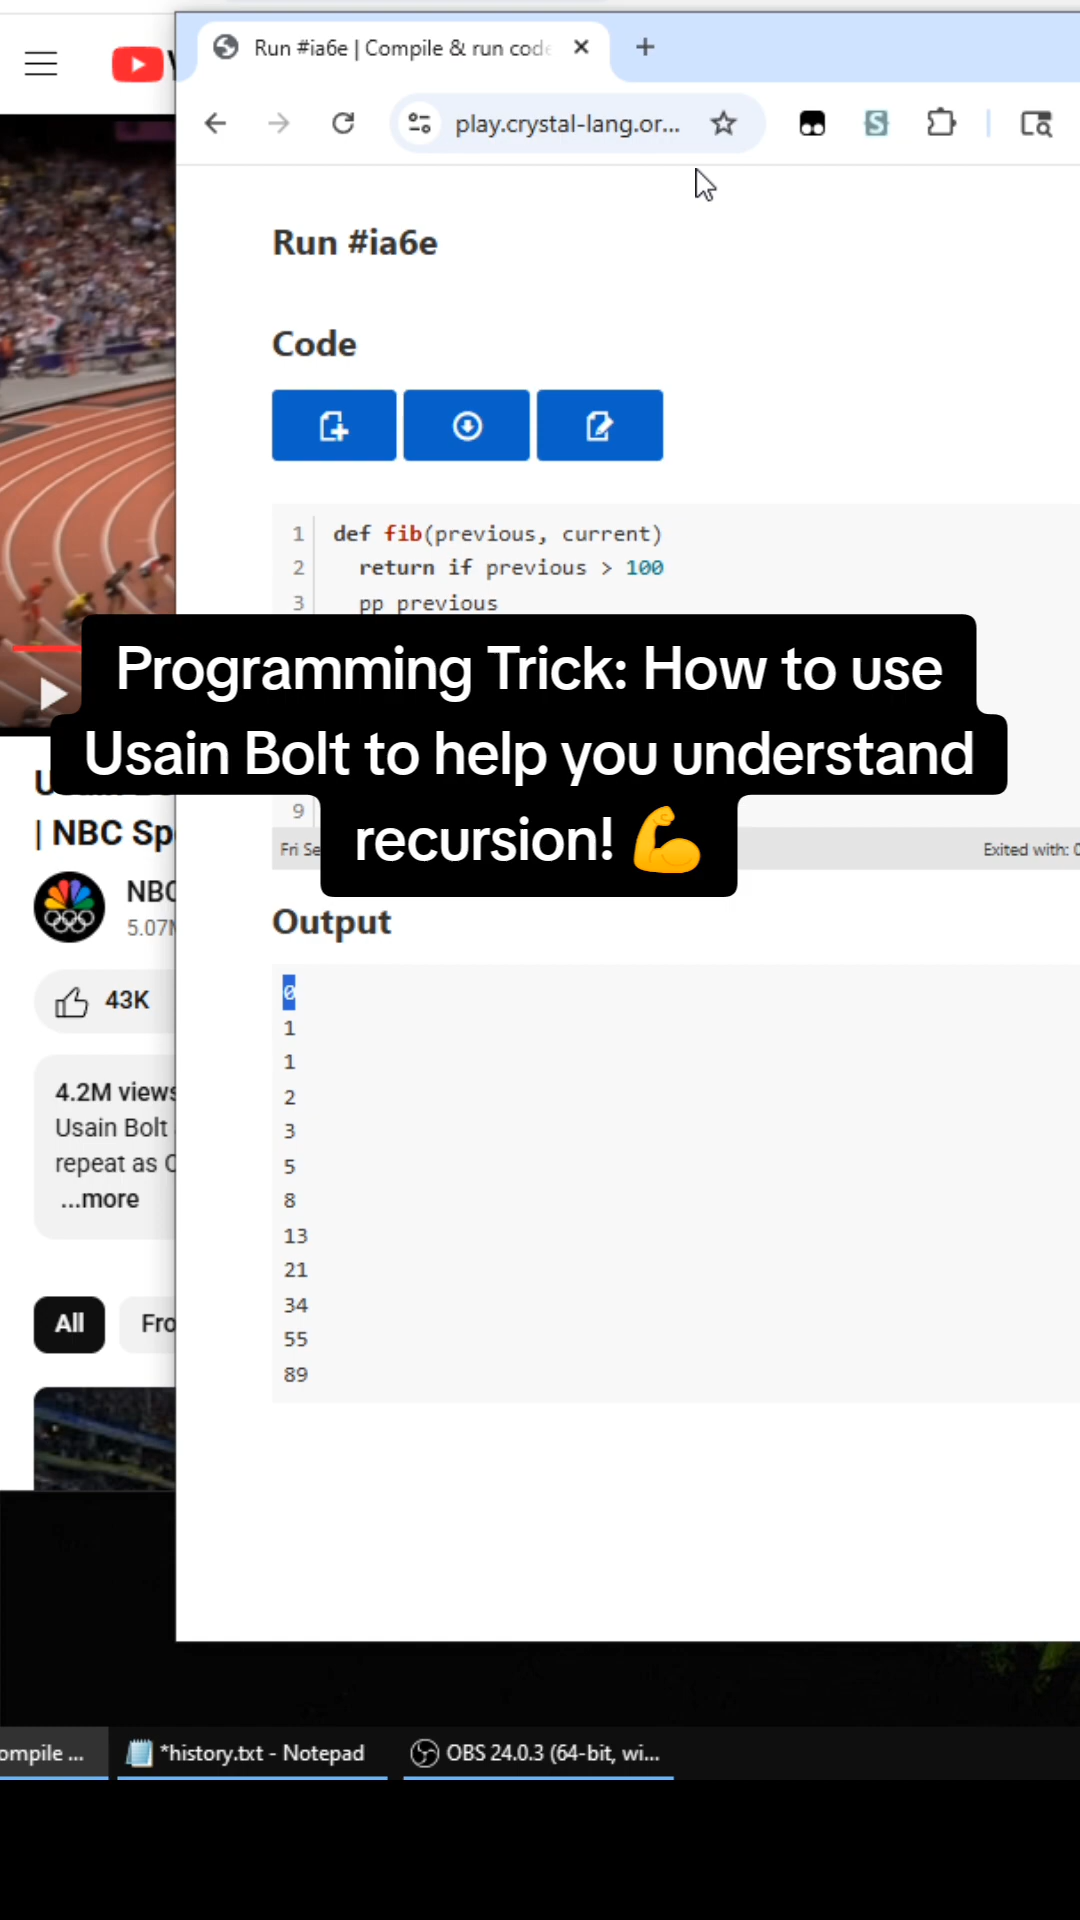 Run #ia6e | Compile & run cod
play.crystal-lang.or...
Run #ia6e
Code
1 def fib(previous, current)
2 return if previous > 100
3 pp previous
Programming Trick: How to use
Usain Bolt to help you understand
recursion! 💪
9
Fri Se
Exited with: 0
| NBC Sp
NBC
5.07M
43K
4.2M views
Usain Bolt
repeat as
...more
All
Fro
Output
0
1
1
2
3
5
8
13
21
34
55
89
ompile ...
*history.txt - Notepad
OBS 24.0.3 (64-bit, wi...